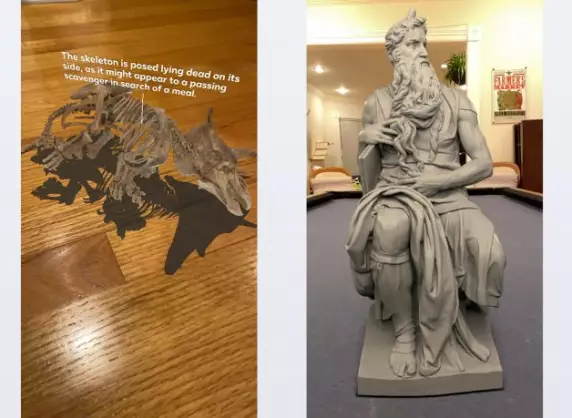 The skeleton is posed lying dead on its
side, as it might appear to a passing
scavenger in search of a meal.
MARKET